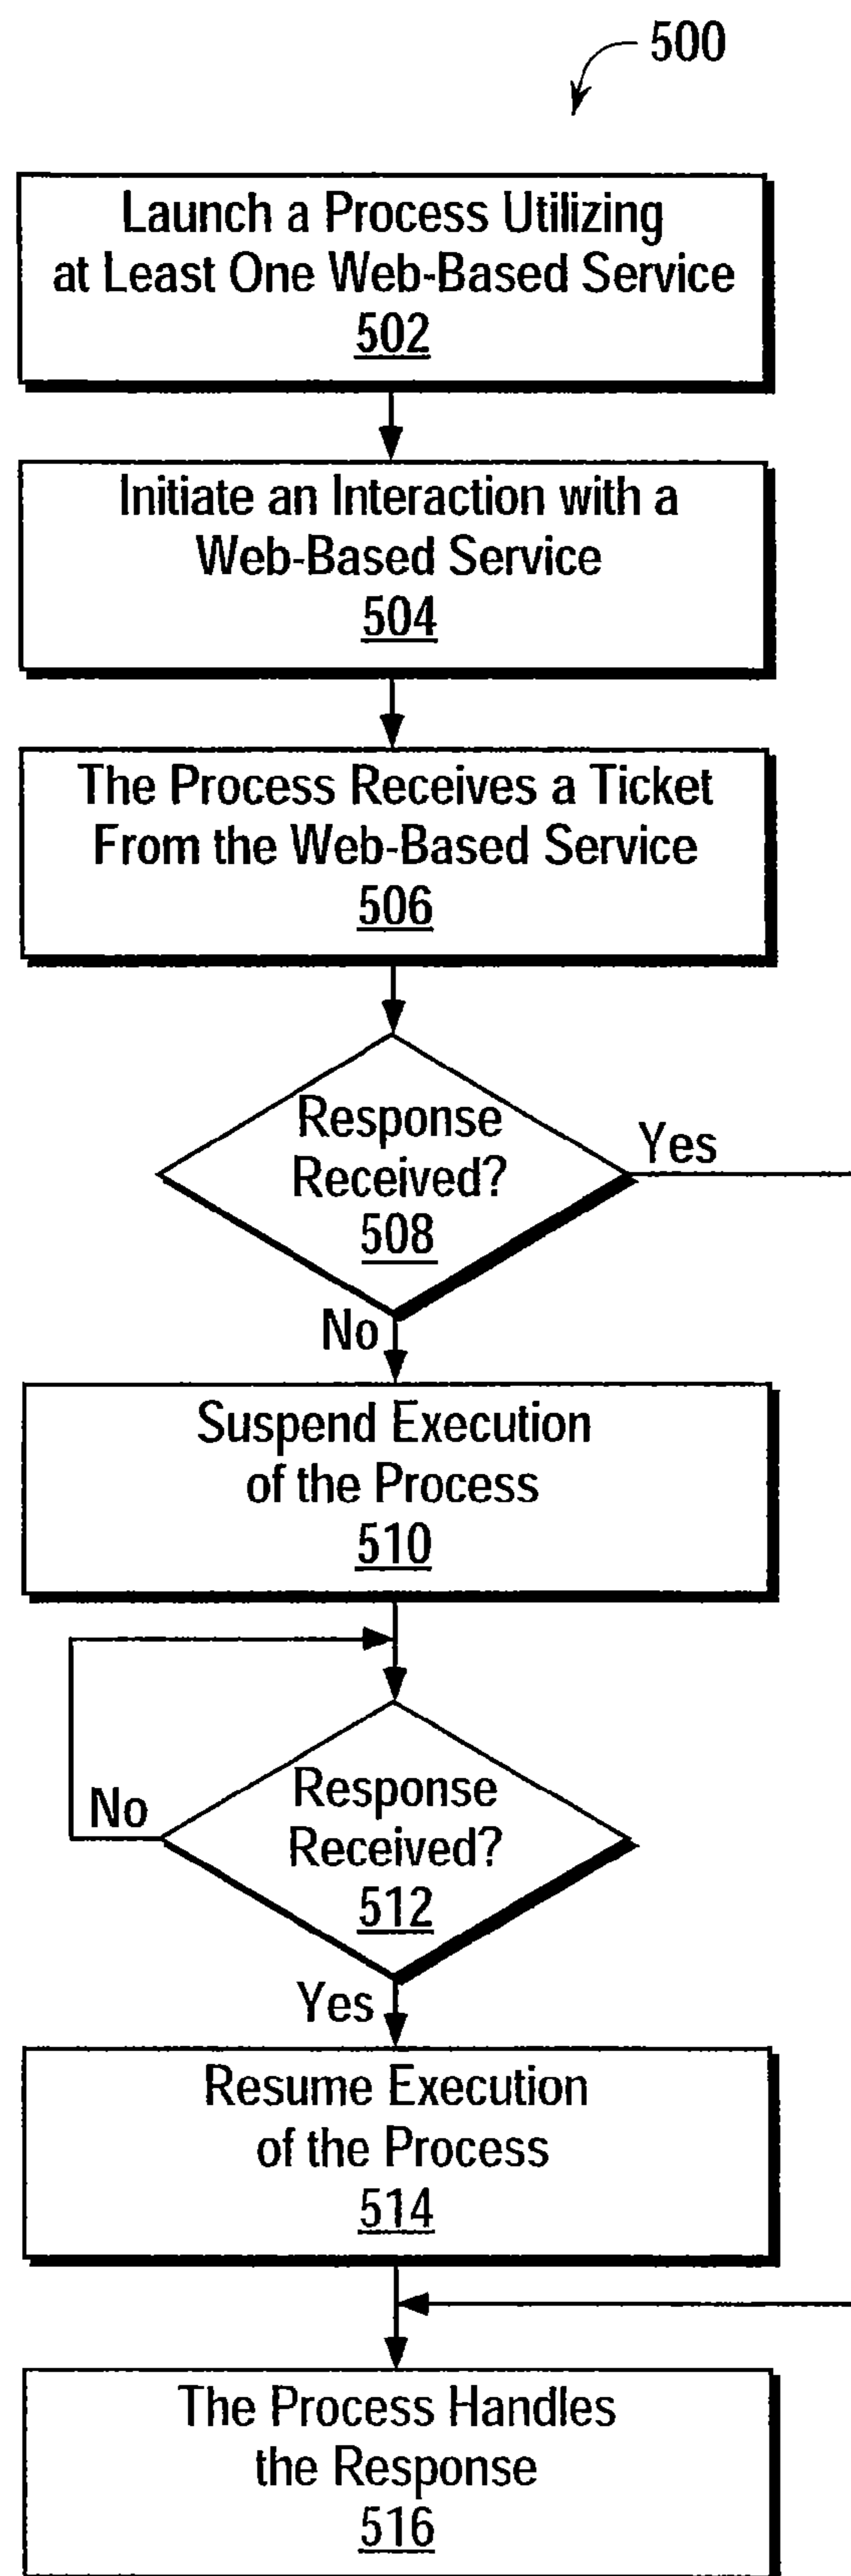 500
Launch a Process Utilizing
at Least One Web-Based Service
502
Initiate an Interaction with a
Web-Based Service
504
The Process Receives a Ticket
From the Web-Based Service
506
Response
Received?
508
Yes
No
Suspend Execution
of the Process
510
Response
Received?
512
No
Yes
Resume Execution
of the Process
514
The Process Handles
the Response
516